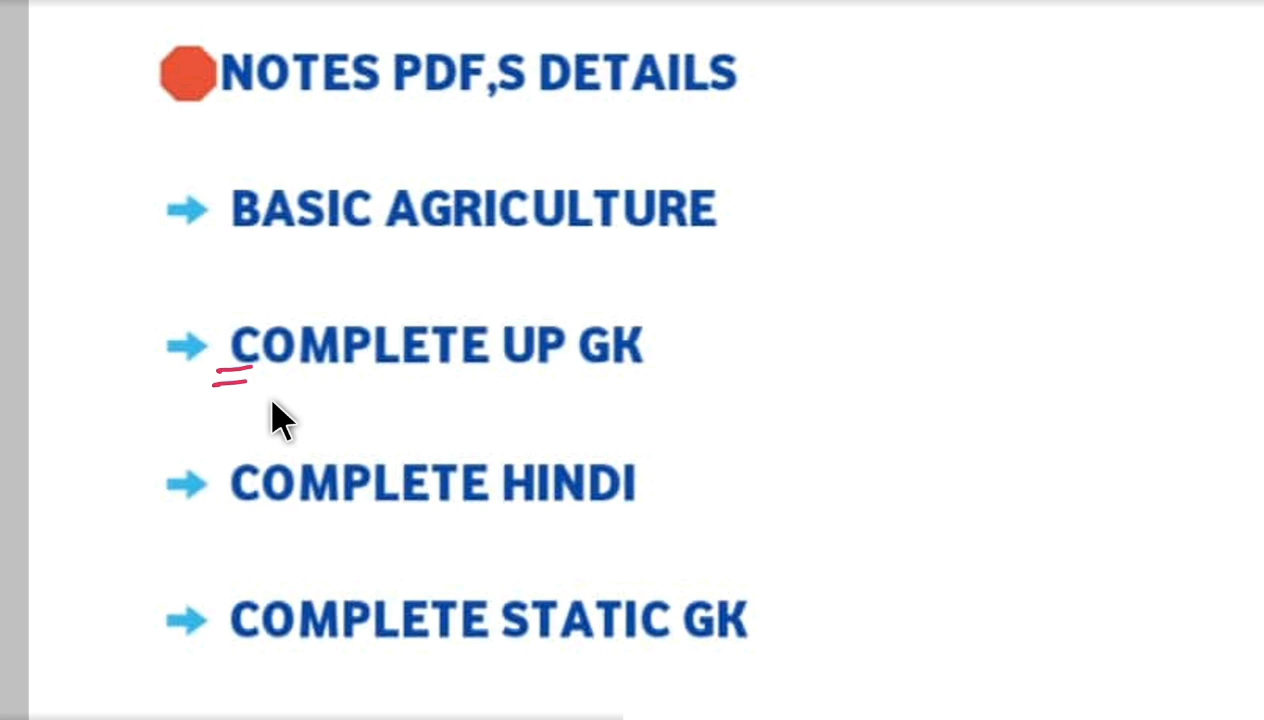 NOTES PDF,S DETAILS
BASIC AGRICULTURE
COMPLETE UP GK
COMPLETE HINDI
COMPLETE STATIC GK